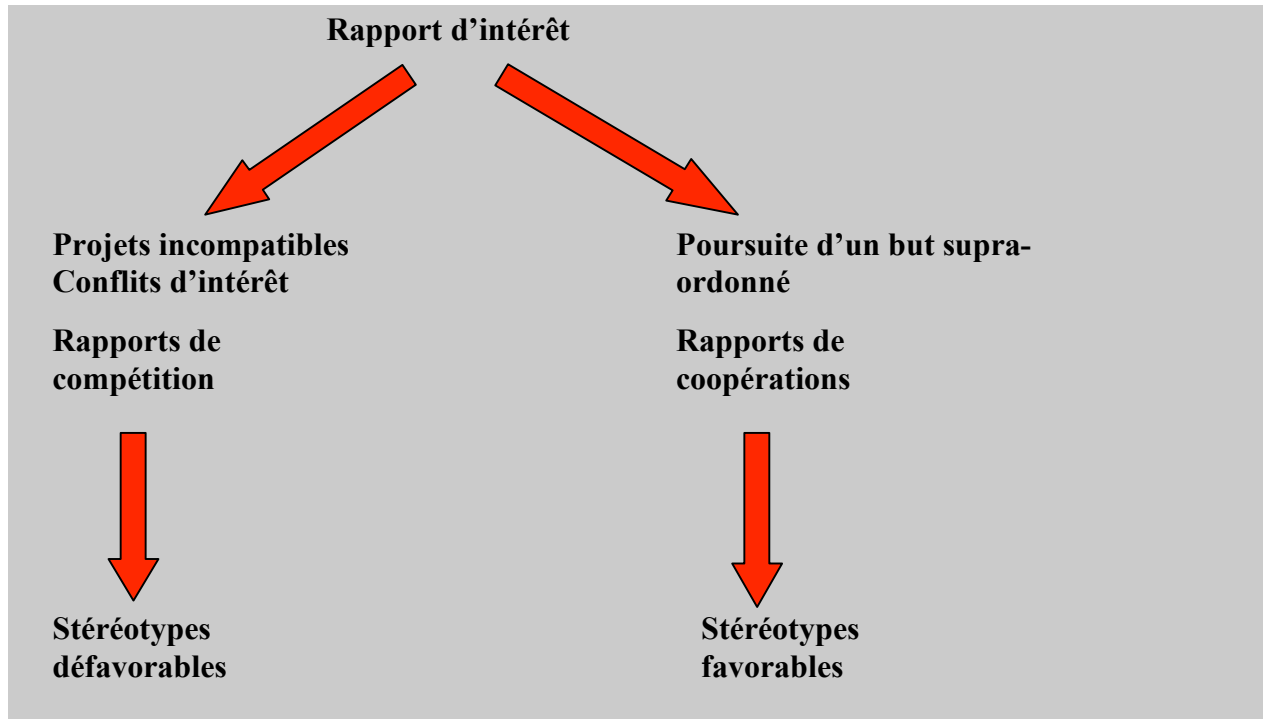 Rapport d’intérêt
Projets incompatibles
Conflits d’intérêt
Rapports de
compétition
Stéréotypes
défavorables
Poursuite d’un but supra-
ordonné
Rapports de
coopérations
Stéréotypes
favorables